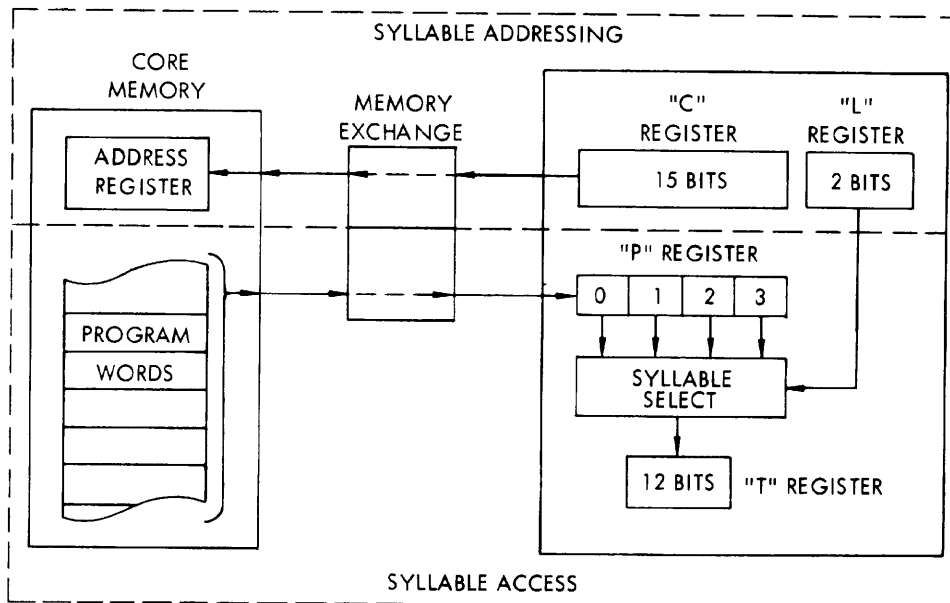 SYLLABLE ADDRESSING
CORE
MEMORY
MEMORY
EXCHANGE
"C"
REGISTER
"L"
REGISTER
ADDRESS
REGISTER
15 BITS
2 BITS
"P" REGISTER
0 1 2 3
PROGRAM
WORDS
SYLLABLE
SELECT
12 BITS
"T" REGISTER
SYLLABLE ACCESS